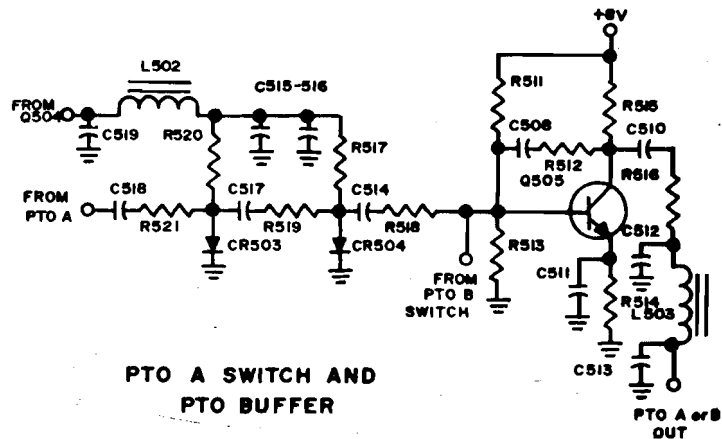 +8V
L502
C515-516
R511
R515
FROM
Q504
C519
R520
R517
C508
R512
C510
Q505
R516
FROM
PTO A
C518
R521
C517
R519
C514
R518
CR503
CR504
FROM
PTO B
SWITCH
R513
C511
C512
R514
L503
C513
PTO A SWITCH AND
PTO BUFFER
PTO A or B
OUT